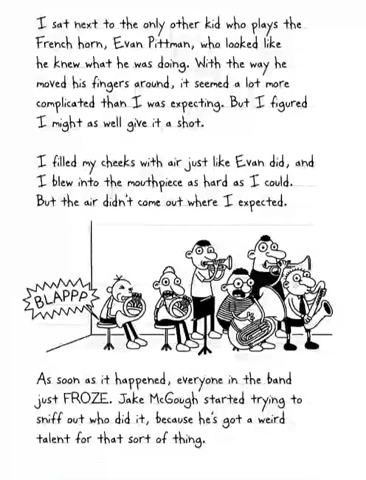 I sat next to the only other kid who plays the
French horn, Evan Pittman, who looked like
he knew what he was doing. With the way he
moved his fingers around, it seemed a lot more
complicated than I was expecting. But I figured
I might as well give it a shot.
I filled my cheeks with air just like Evan did, and
I blew into the mouthpiece as hard as I could.
But the air didn't come out where I expected.
BLAPPP
As soon as it happened, everyone in the band
just FROZE. Jake McGough started trying to
sniff out who did it, because he's got a weird
talent for that sort of thing.